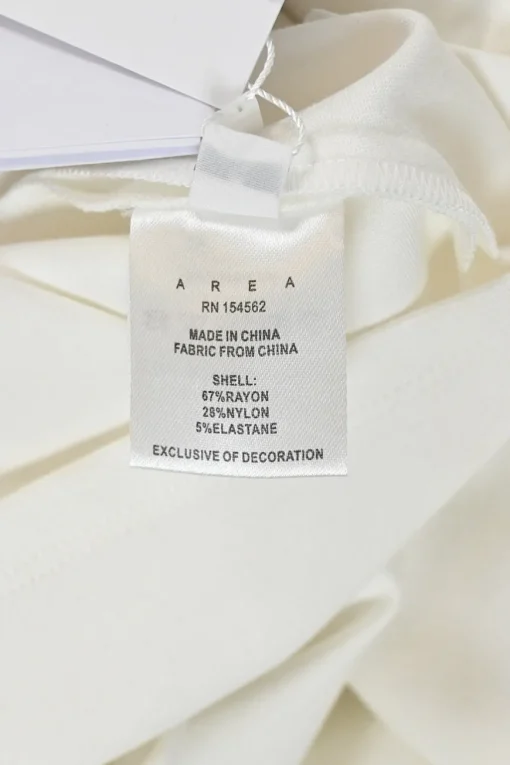 A R E A
RN 154562
MADE IN CHINA
FABRIC FROM CHINA
SHELL:
67%RAYON
28%NYLON
5%ELASTANE
EXCLUSIVE OF DECORATION